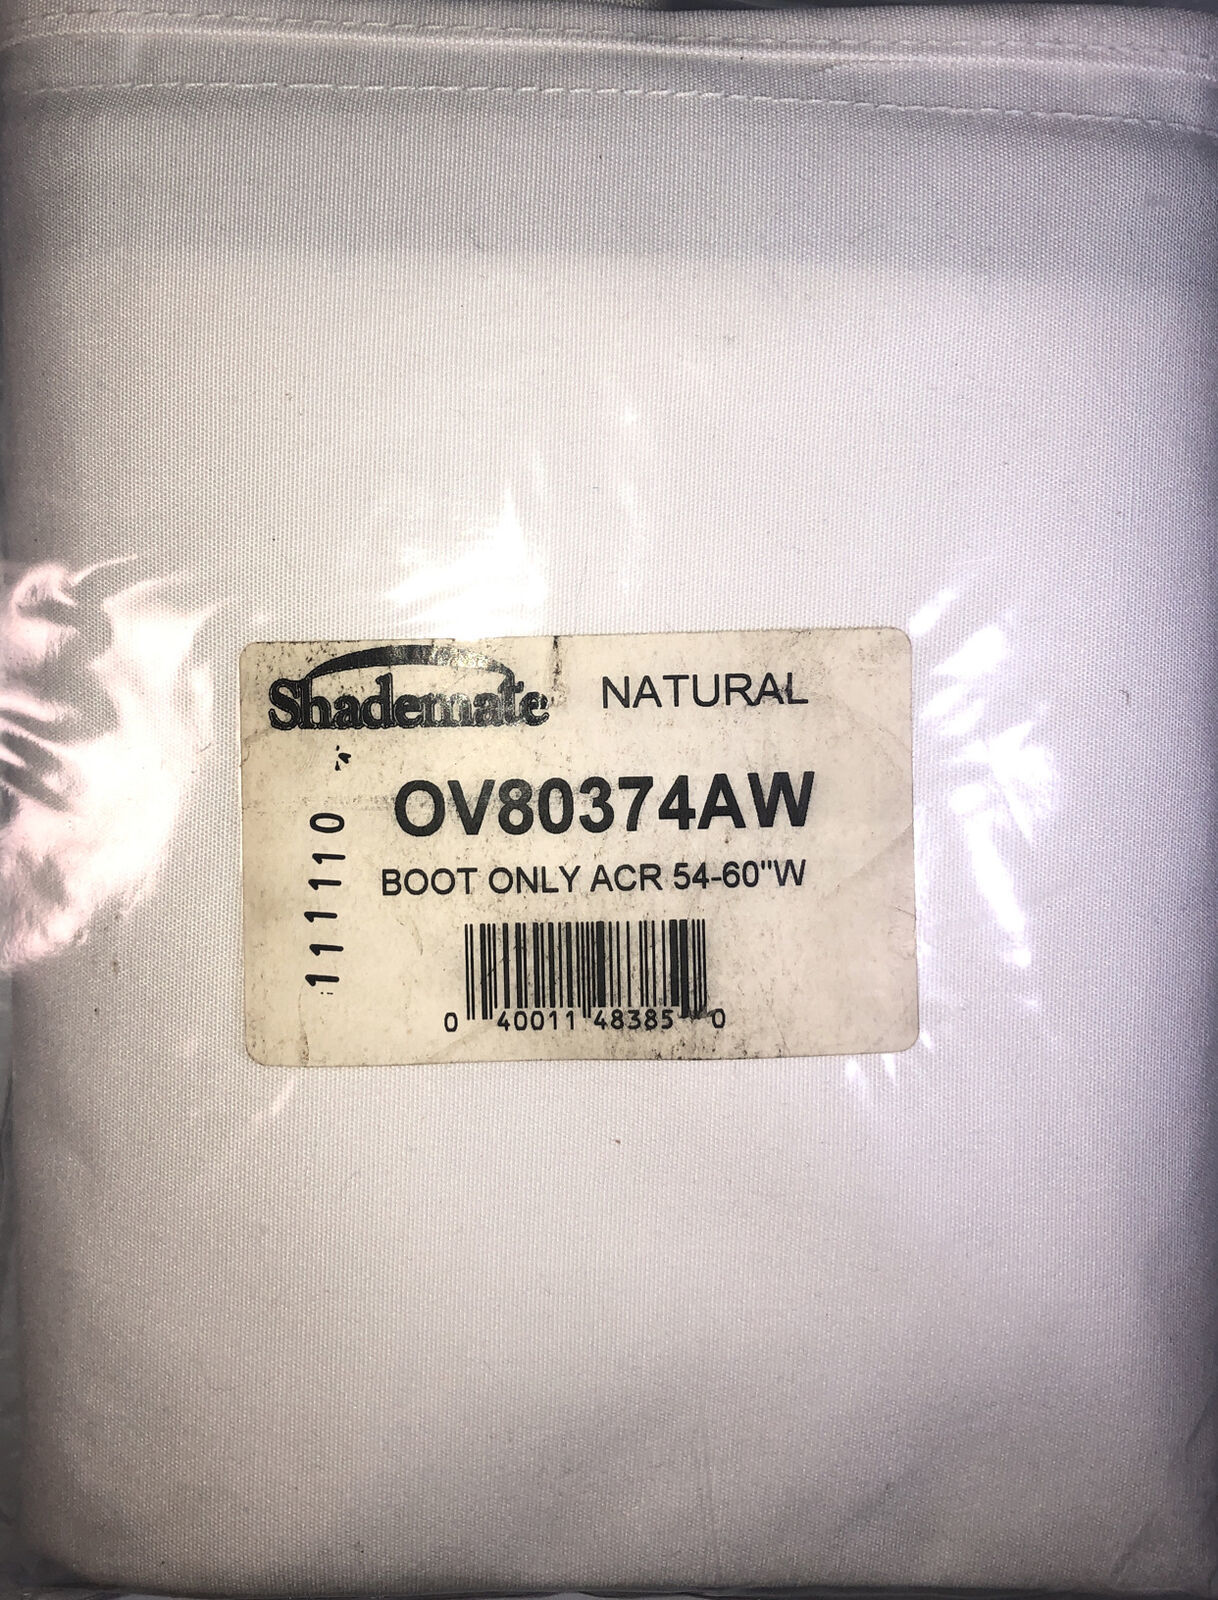 Shademate
NATURAL
OV80374AW
BOOT ONLY ACR 54-60"W
111110
0 40011 48385 0